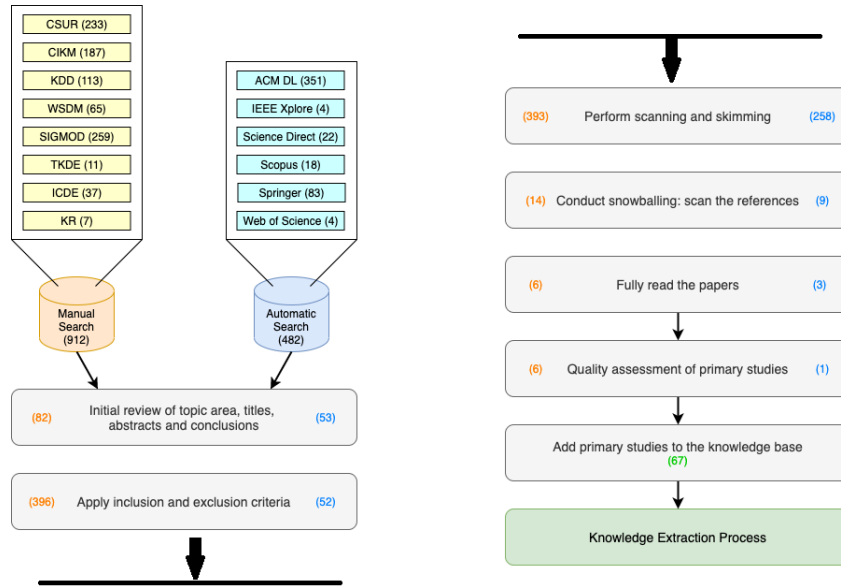 CSUR (233)
CIKM (187)
KDD (113)
WSDM (65)
SIGMOD (259)
TKDE (11)
ICDE (37)
KR (7)
Manual
Search
(912)
ACM DL (351)
IEEE Xplore (4)
Science Direct (22)
Scopus (18)
Springer (83)
Web of Science (4)
Automatic
Search
(482)
(82) Initial review of topic area, titles, (53)
abstracts and conclusions
(396) Apply inclusion and exclusion criteria (52)
(393) Perform scanning and skimming (258)
(14) Conduct snowballing: scan the references (9)
(6) Fully read the papers (3)
(6) Quality assessment of primary studies (1)
Add primary studies to the knowledge base
(67)
Knowledge Extraction Process